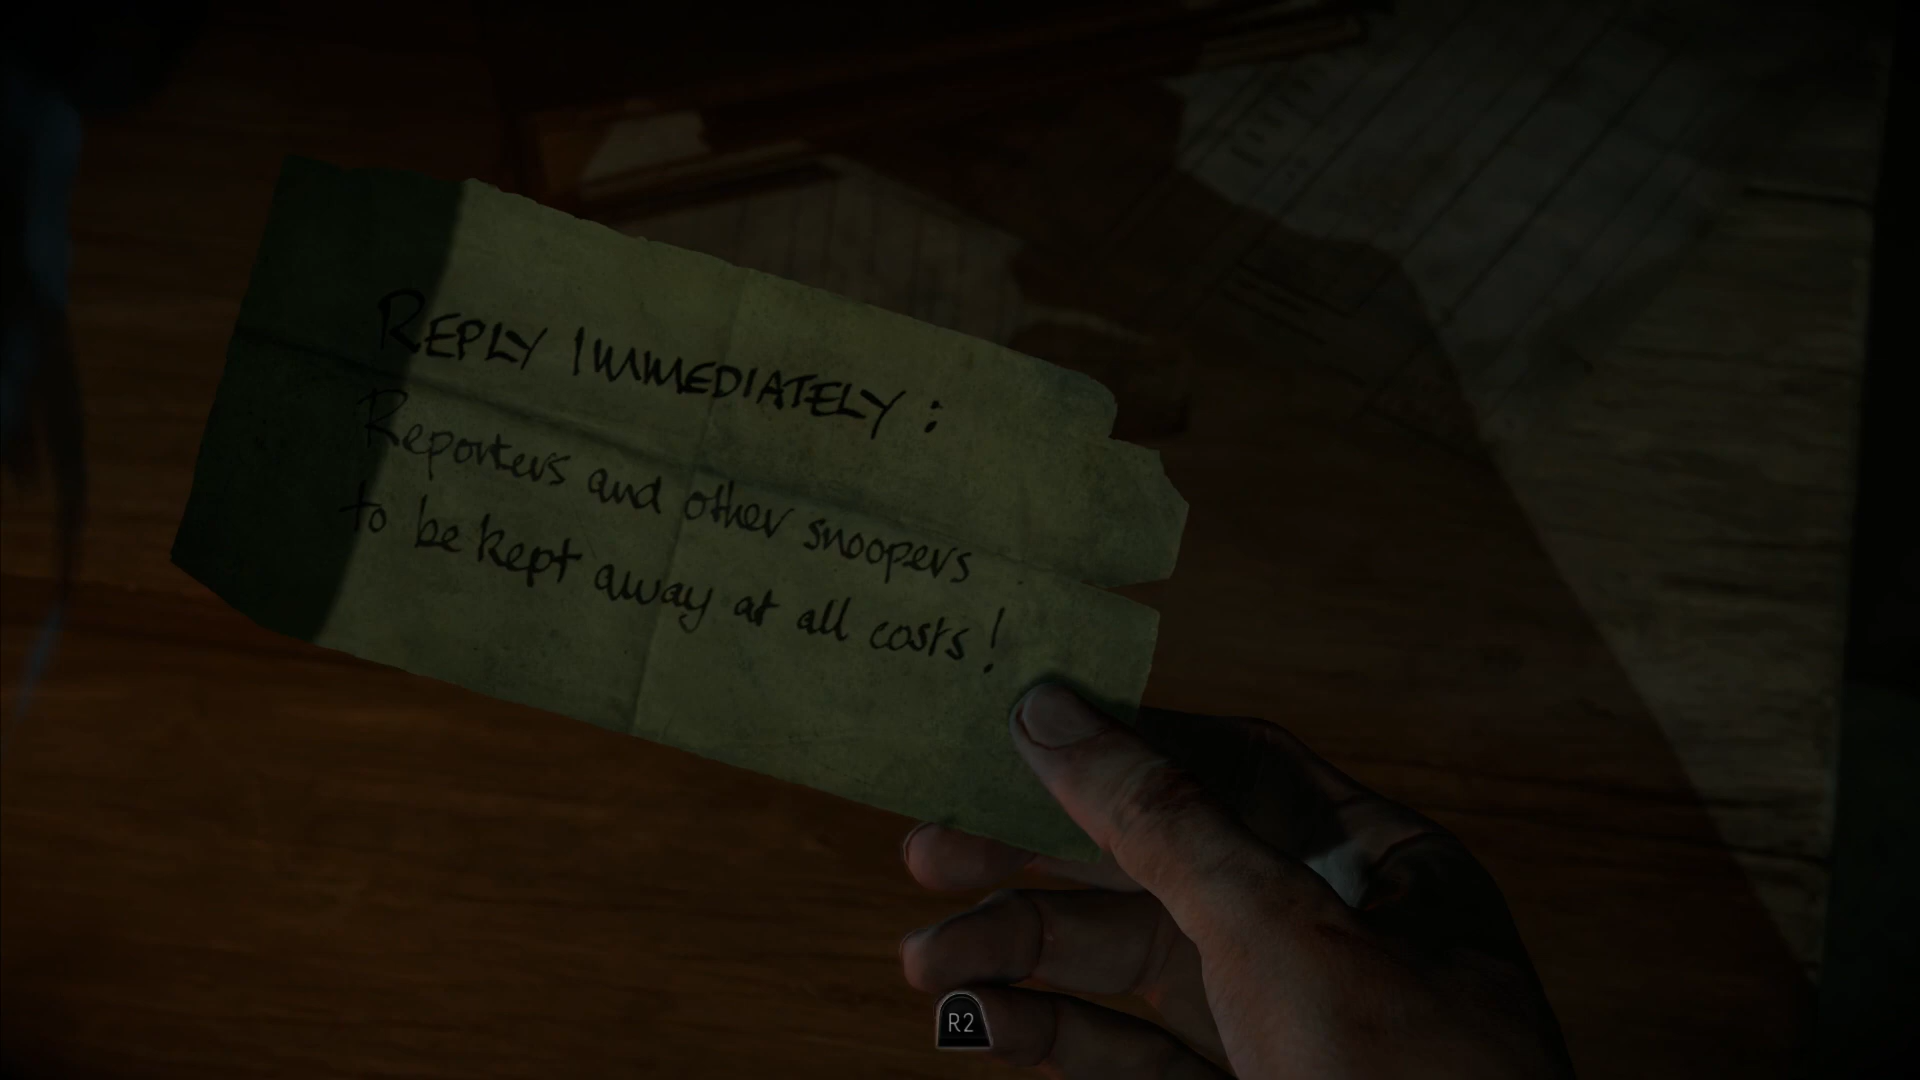 REPLY IMMEDIATELY :
Reporters and other snoopers
to be kept away at all costs!
R2